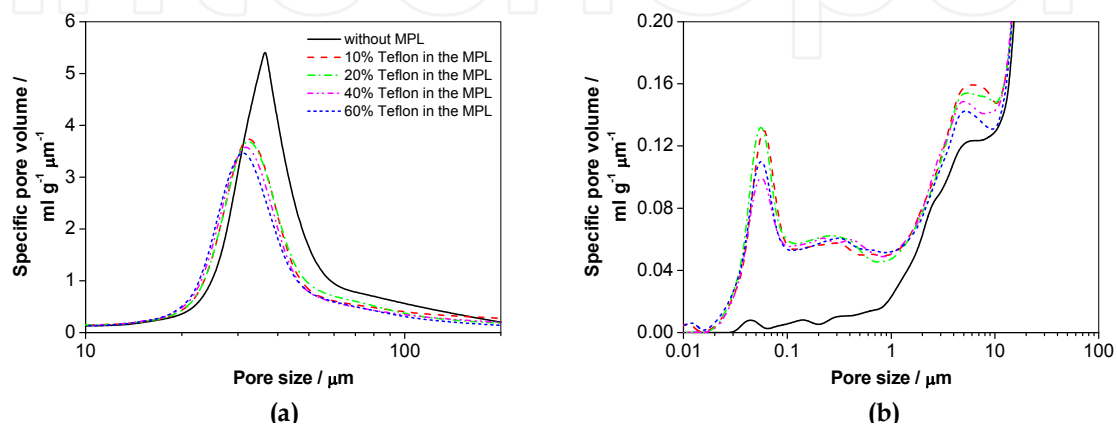 6
5
4
3
2
1
0
10
100
Specific pore volume /
ml g⁻¹ μm⁻¹
Pore size / μm
without MPL
10% Teflon in the MPL
20% Teflon in the MPL
40% Teflon in the MPL
60% Teflon in the MPL
(a)
0.20
0.16
0.12
0.08
0.04
0.00
0.01
0.1
1
10
100
Specific pore volume /
ml g⁻¹ μm⁻¹
Pore size / μm
(b)